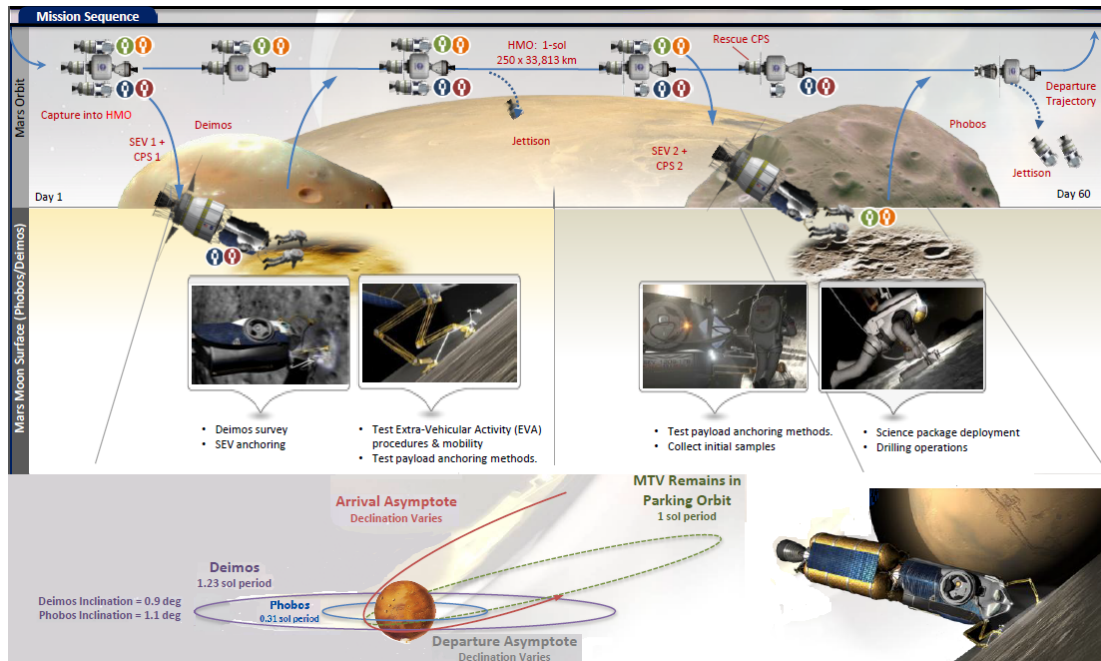 Mission Sequence
Mars Orbit
Capture into HMO
SEV 1 +
CPS 1
Deimos
HMO: 1-sol
250 x 33,813 km
Jettison
Rescue CPS
SEV 2 +
CPS 2
Phobos
Departure
Trajectory
Jettison
Day 1
Day 60
Mars Moon Surface (Phobos/Deimos)
• Deimos survey
• SEV anchoring
• Test Extra-Vehicular Activity (EVA)
procedures & mobility
• Test payload anchoring methods.
• Test payload anchoring methods.
• Collect initial samples
• Science package deployment
• Drilling operations
Arrival Asymptote
Declination Varies
MTV Remains in
Parking Orbit
1 sol period
Deimos
1.23 sol period
Deimos Inclination = 0.9 deg
Phobos Inclination = 1.1 deg
Phobos
0.31 sol period
Departure Asymptote
Declination Varies